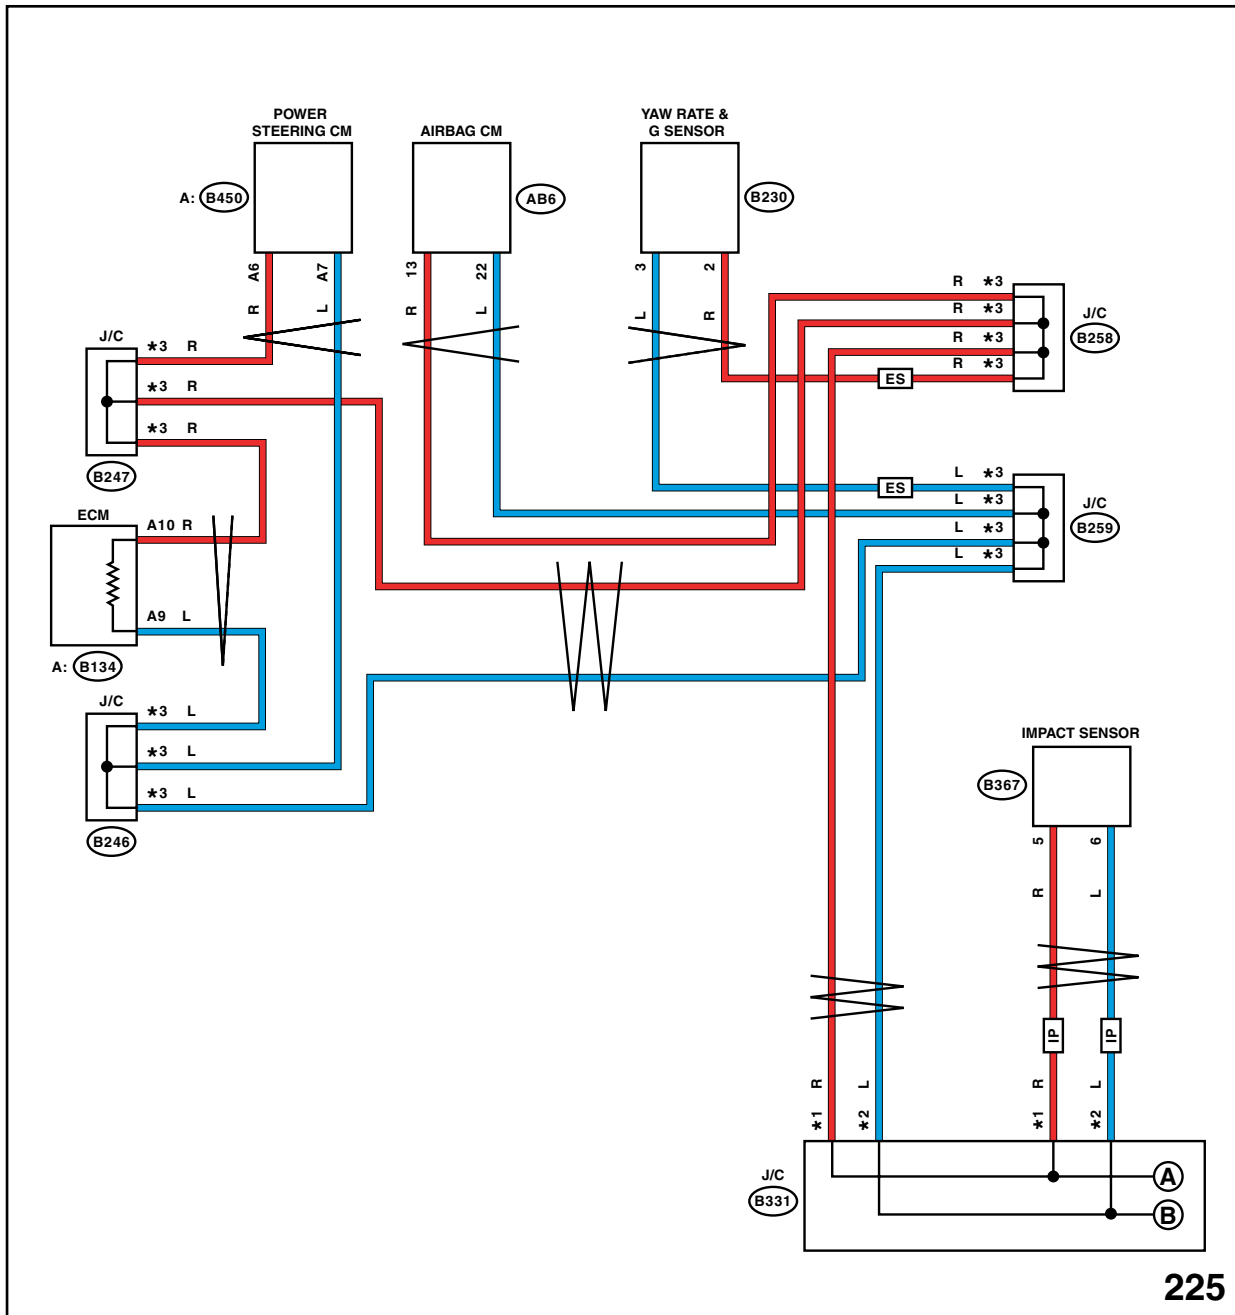 POWER
STEERING CM
AIRBAG CM
YAW RATE &
G SENSOR
A: B450
AB6
B230
A6
A7
13
22
3
2
R
L
R
L
L
R
J/C
*3 R
*3 R
*3 R
B247
R *3
R *3
R *3
R *3
ES
J/C
B258
ECM
A10 R
A9 L
A: B134
L *3
L *3
L *3
L *3
ES
J/C
B259
J/C
*3 L
*3 L
*3 L
B246
IMPACT SENSOR
B367
5
6
R
L
IP
IP
R
L
R
L
*1
*2
*1
*2
J/C
B331
A
B
225